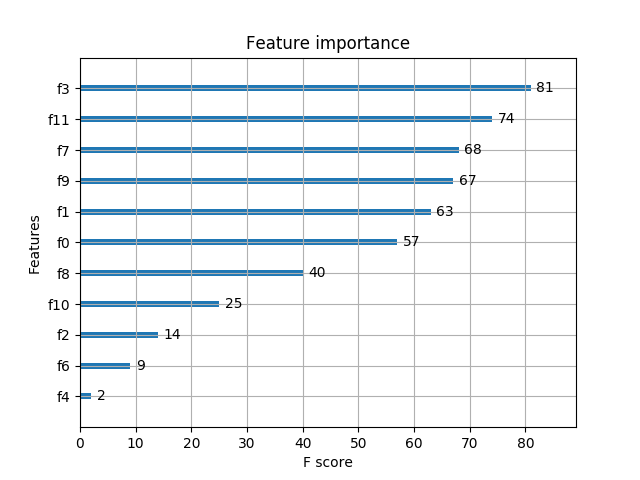 Feature importance
Features
f3 81
f11 74
f7 68
f9 67
f1 63
f0 57
f8 40
f10 25
f2 14
f6 9
f4 2
0 10 20 30 40 50 60 70 80
F score